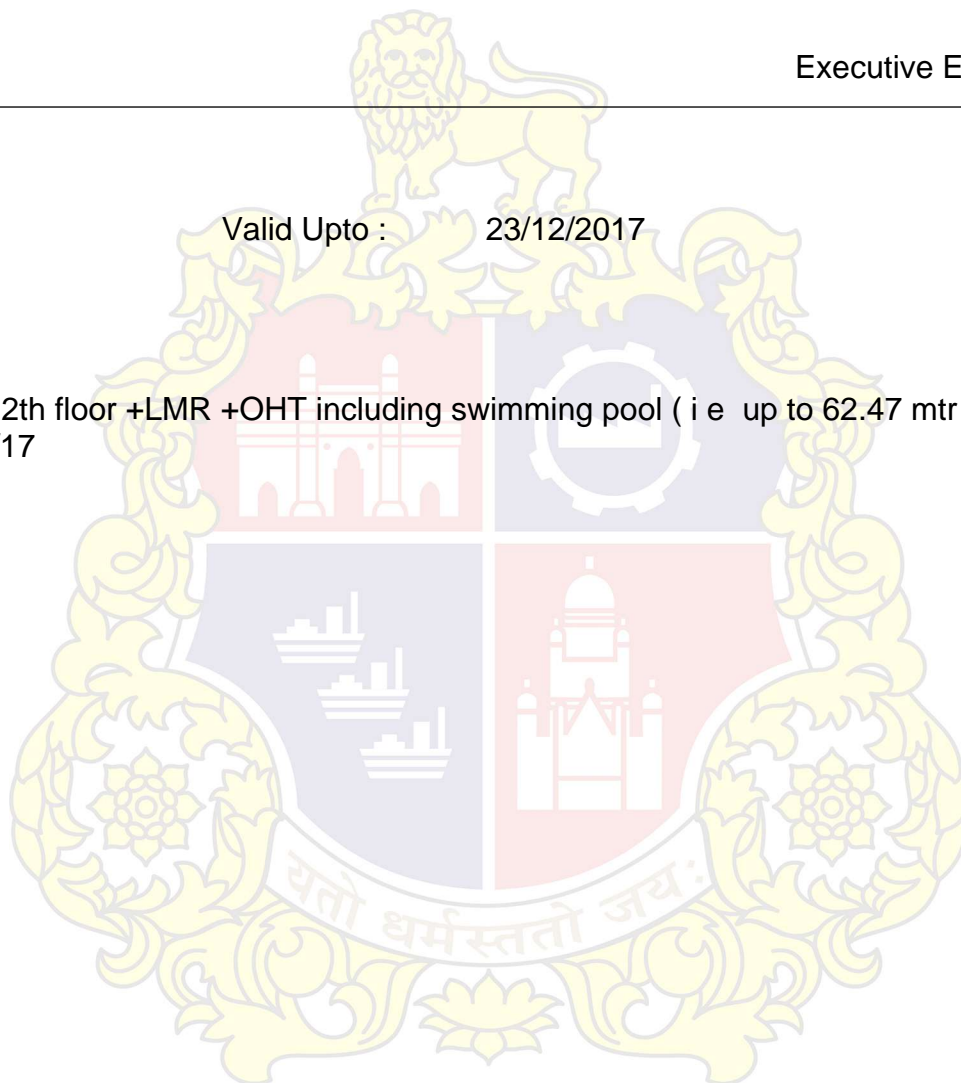 Executive E
Valid Upto : 23/12/2017
2th floor +LMR +OHT including swimming pool ( i e up to 62.47 mtr
17
यतो धर्मस्ततो जय: